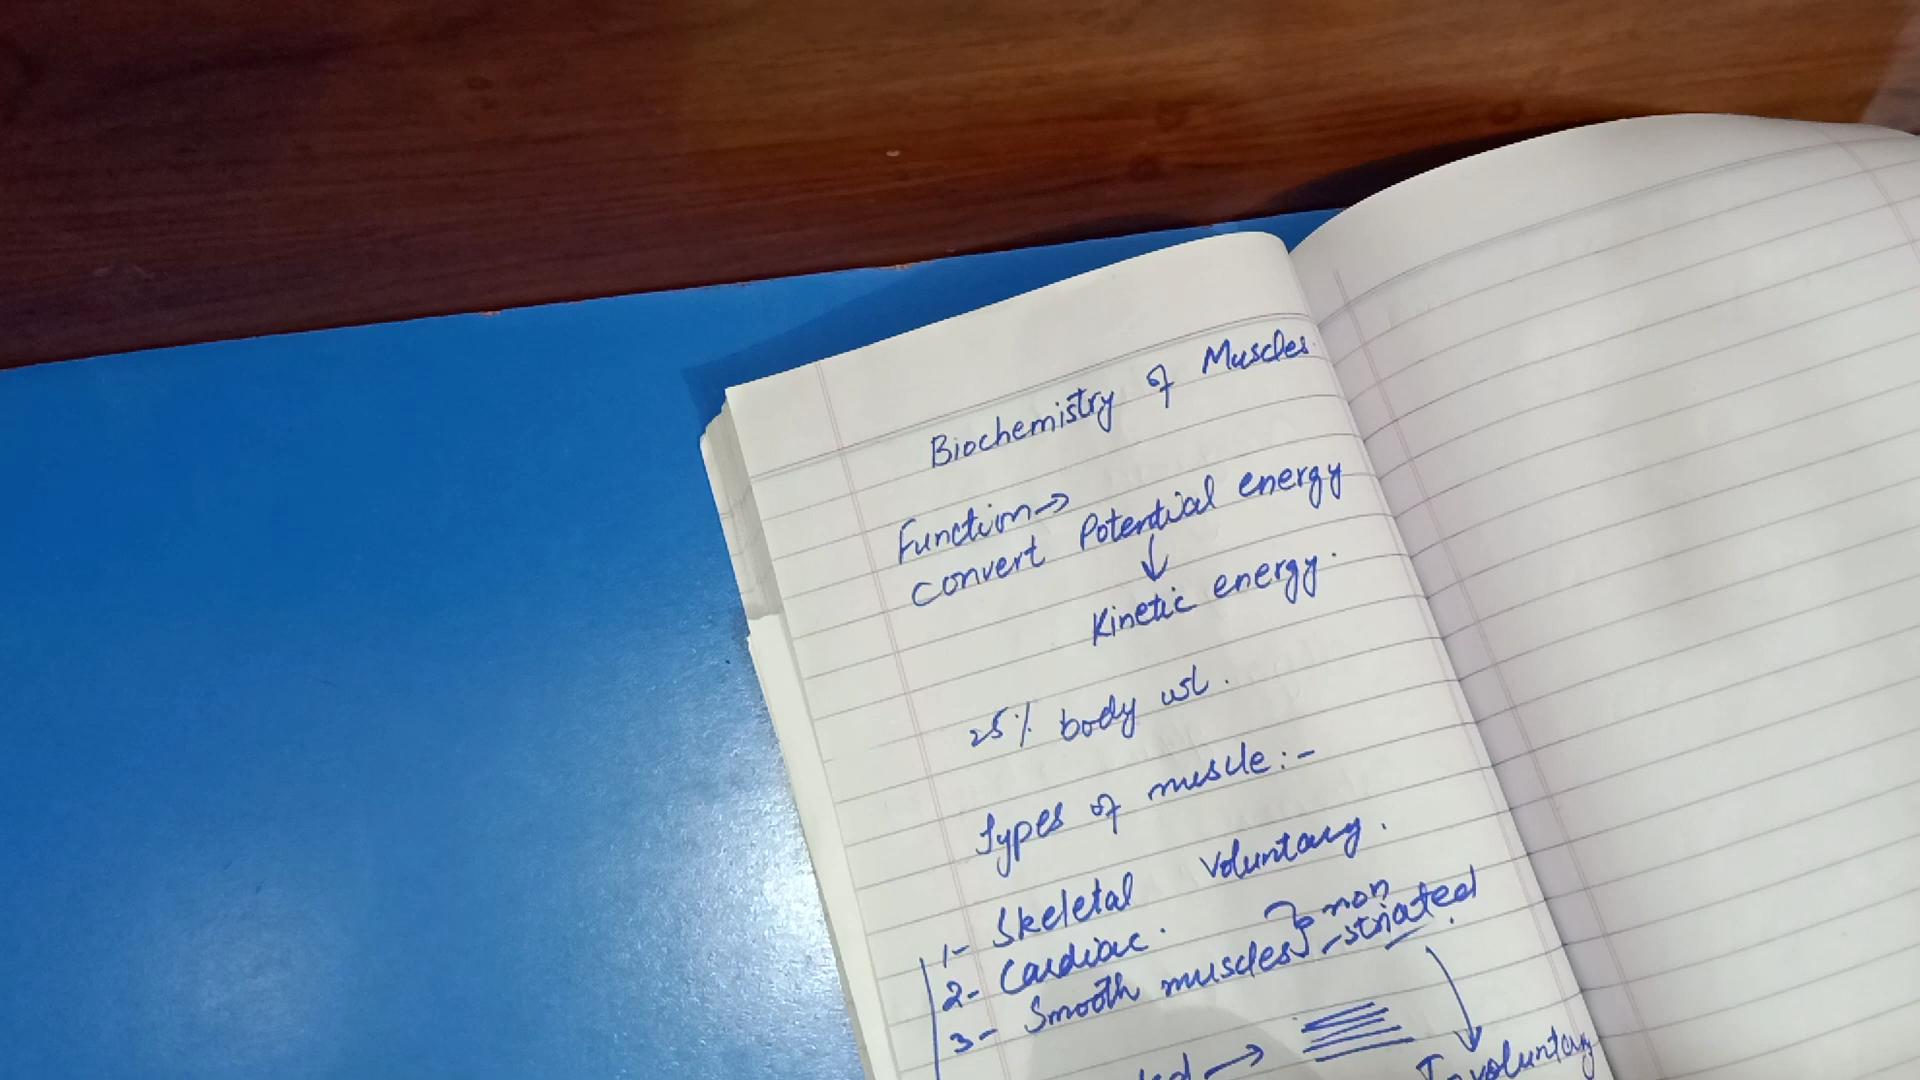 Biochemistry of Muscles.
Function →
Convert Potential energy
↓
Kinetic energy.
25% body wt.
Types of muscle :-
1- Skeletal Voluntary.
2- Cardiac.
3- Smooth muscles } non
-striated.
→
Involuntary